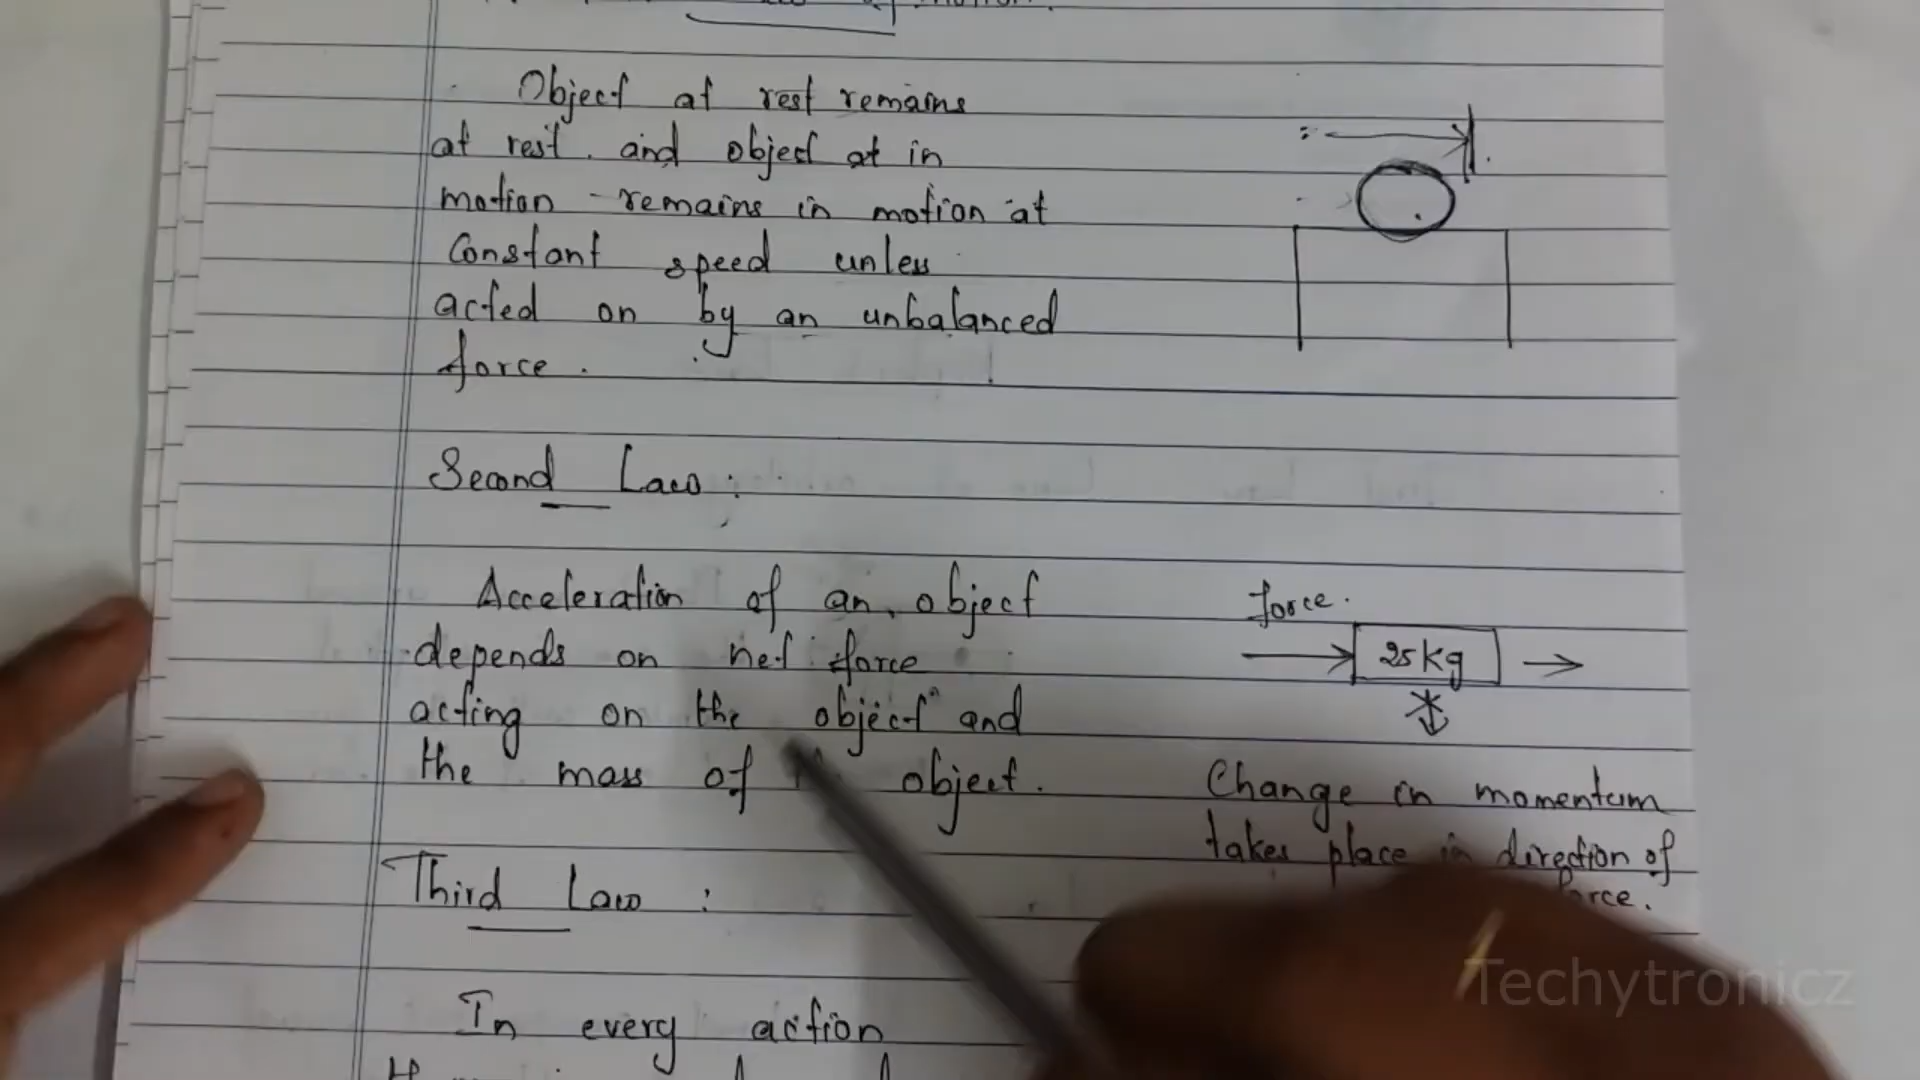 of motion.
Object at rest remains
at rest. and object at in
motion remains in motion at
Constant speed unless
acted on by an unbalanced
force.
Second Law:
Acceleration of an object
depends on net force
acting on the object and
the mass of object.
force.
25kg
Change in momentum
takes place in direction of
force.
Third Law:
In every action
Techytronicz